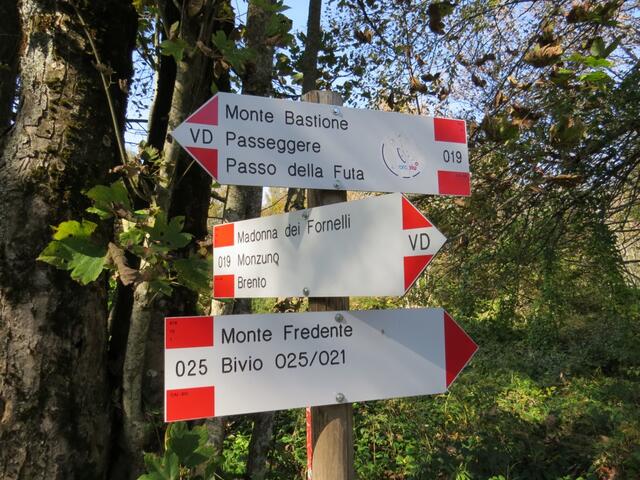 Monte Bastione
VD Passeggere 019
Passo della Futa
Madonna dei Fornelli
019 Monzuno VD
Brento
Monte Fredente
025 Bivio 025/021